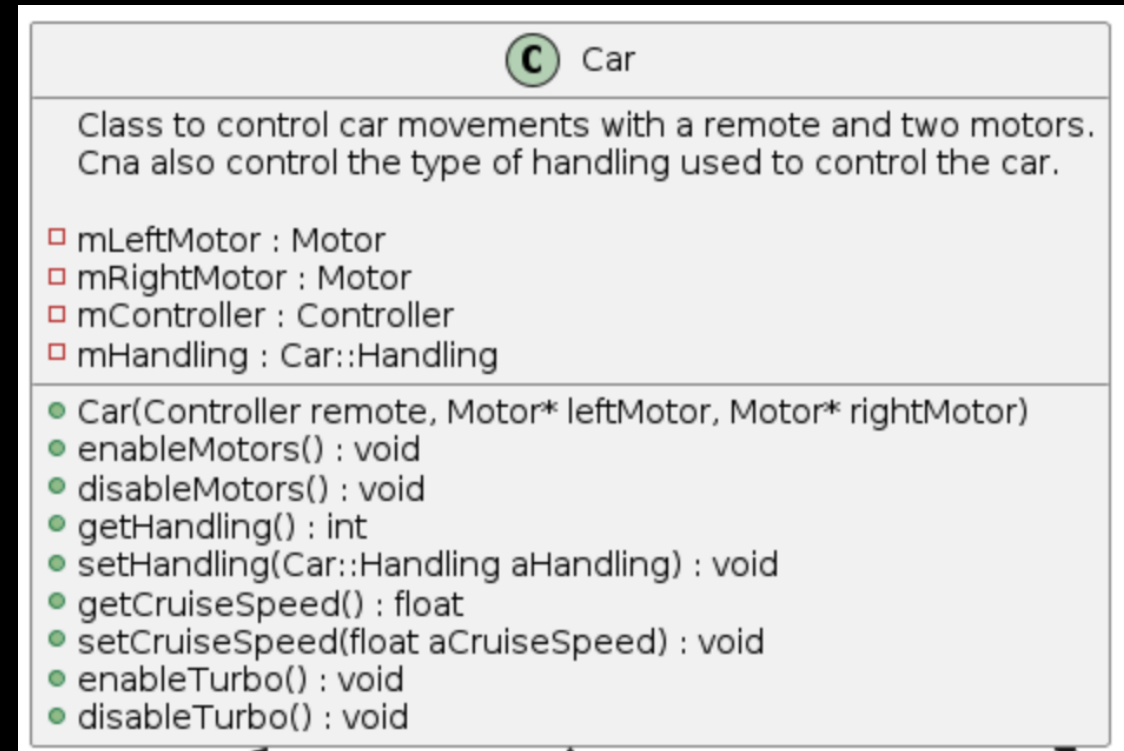 C Car
Class to control car movements with a remote and two motors.
Cna also control the type of handling used to control the car.
mLeftMotor : Motor
mRightMotor : Motor
mController : Controller
mHandling : Car::Handling
Car(Controller remote, Motor* leftMotor, Motor* rightMotor)
enableMotors() : void
disableMotors() : void
getHandling() : int
setHandling(Car::Handling aHandling) : void
getCruiseSpeed() : float
setCruiseSpeed(float aCruiseSpeed) : void
enableTurbo() : void
disableTurbo() : void